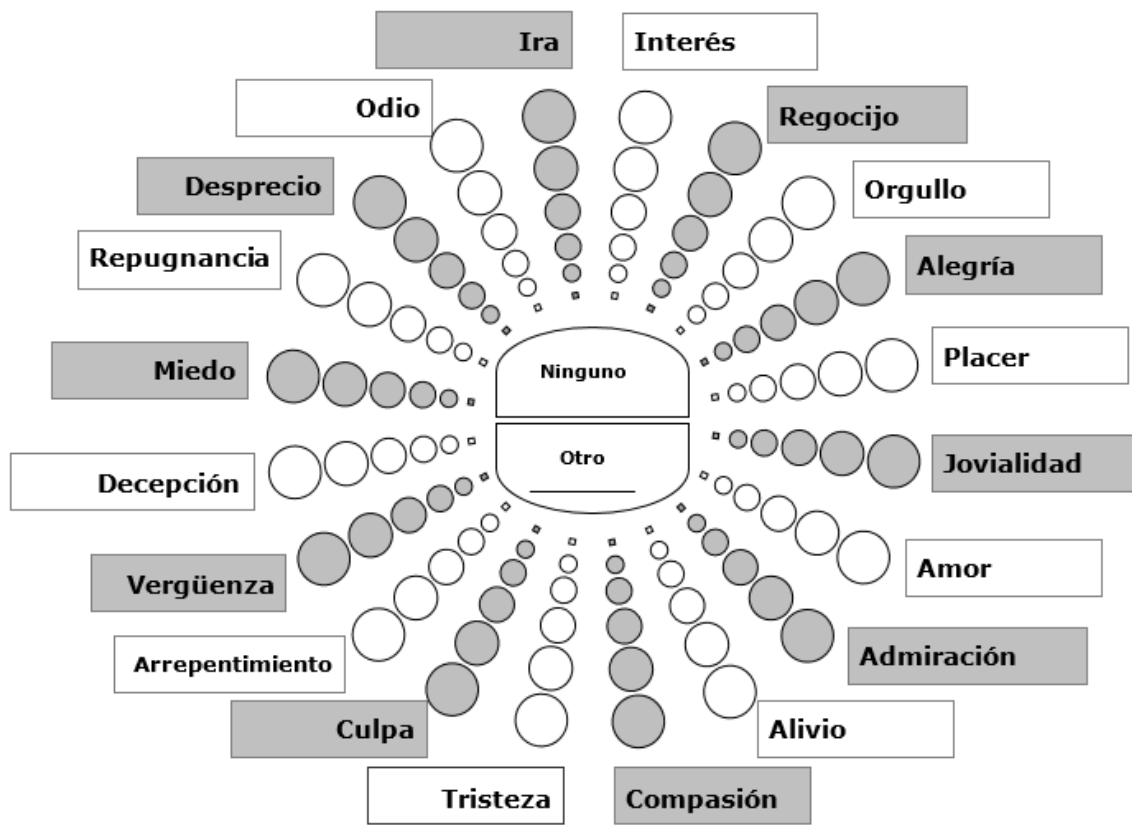 Ira
Interés
Odio
Regocijo
Desprecio
Orgullo
Repugnancia
Alegría
Placer
Miedo
Ninguno
Otro
Jovialidad
Decepción
Vergüenza
Amor
Arrepentimiento
Admiración
Culpa
Alivio
Tristeza
Compasión